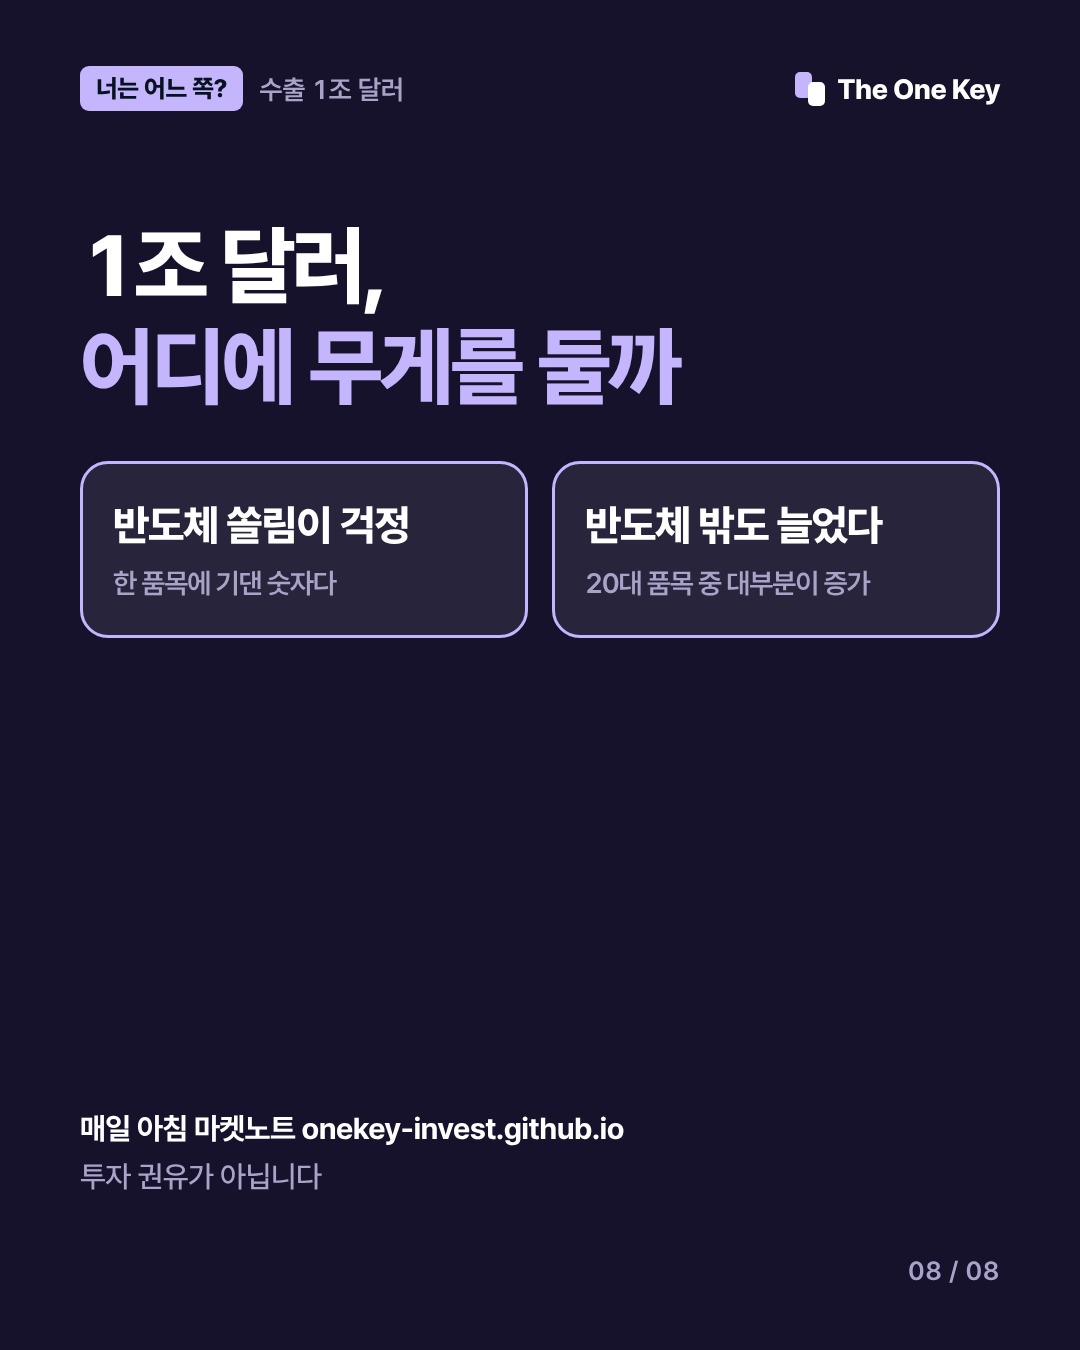 너는 어느 쪽? 수출 1조 달러
The One Key
1조 달러,
어디에 무게를 둘까
반도체 쏠림이 걱정
한 품목에 기댄 숫자다
반도체 밖도 늘었다
20대 품목 중 대부분이 증가
매일 아침 마켓노트 onekey-invest.github.io
투자 권유가 아닙니다
08 / 08